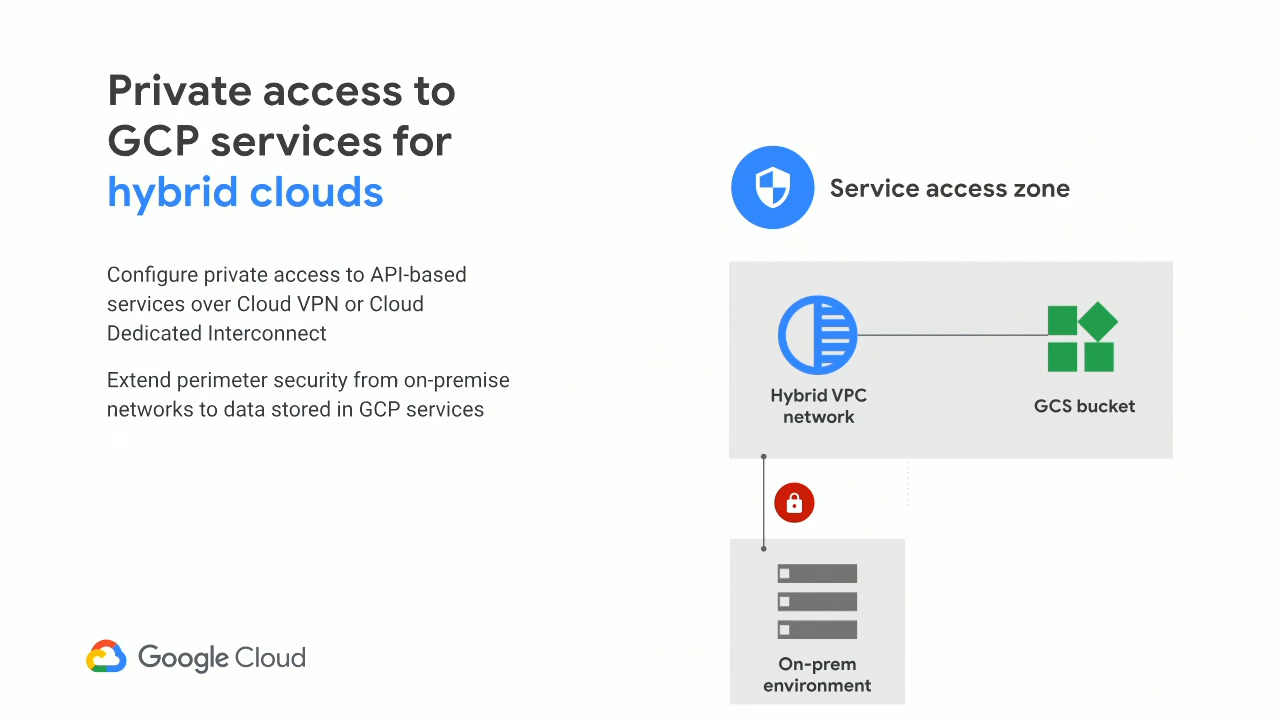 Private access to
GCP services for
hybrid clouds
Configure private access to API-based
services over Cloud VPN or Cloud
Dedicated Interconnect
Extend perimeter security from on-premise
networks to data stored in GCP services
Service access zone
Hybrid VPC
network
GCS bucket
On-prem
environment
Google Cloud